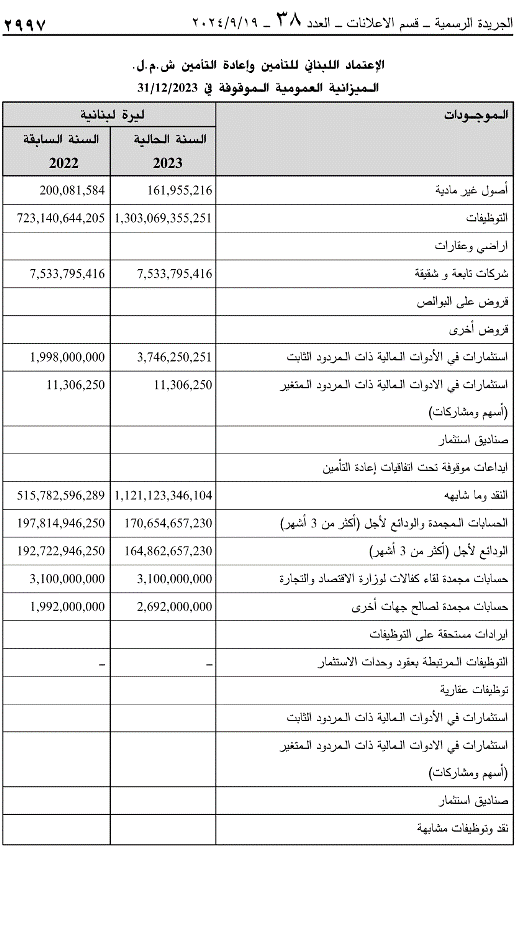 الجريدة الرسمية – قسم الاعلانات – العدد ٣٨ – ٢٠٢٤/٩/١٩ ٢٩٩٧
الإعتماد اللبناني للتأمين وإعادة التأمين ش.م.ل.
الميزانية العمومية الموقوفة في 31/12/2023
الموجودات ليرة لبنانية
السنة الحالية السنة السابقة
2023 2022
أصول غير مادية 161,955,216 200,081,584
التوظيفات 1,303,069,355,251 723,140,644,205
اراضي وعقارات
شركات تابعة و شقيقة 7,533,795,416 7,533,795,416
قروض على البوالص
قروض أخرى
استثمارات في الأدوات المالية ذات المردود الثابت 3,746,250,251 1,998,000,000
استثمارات في الادوات المالية ذات المردود المتغير 11,306,250 11,306,250
(أسهم ومشاركات)
صناديق استثمار
ايداعات موقوفة تحت اتفاقيات إعادة التأمين
النقد وما شابهه 1,121,123,346,104 515,782,596,289
الحسابات المجمدة والودائع لأجل (أكثر من 3 أشهر) 170,654,657,230 197,814,946,250
الودائع لأجل (أكثر من 3 أشهر) 164,862,657,230 192,722,946,250
حسابات مجمدة لقاء كفالات لوزارة الاقتصاد والتجارة 3,100,000,000 3,100,000,000
حسابات مجمدة لصالح جهات أخرى 2,692,000,000 1,992,000,000
ايرادات مستحقة على التوظيفات
التوظيفات المرتبطة بعقود وحدات الاستثمار – –
توظيفات عقارية
استثمارات في الأدوات المالية ذات المردود الثابت
استثمارات في الادوات المالية ذات المردود المتغير
(أسهم ومشاركات)
صناديق استثمار
نقد وتوظيفات مشابهة